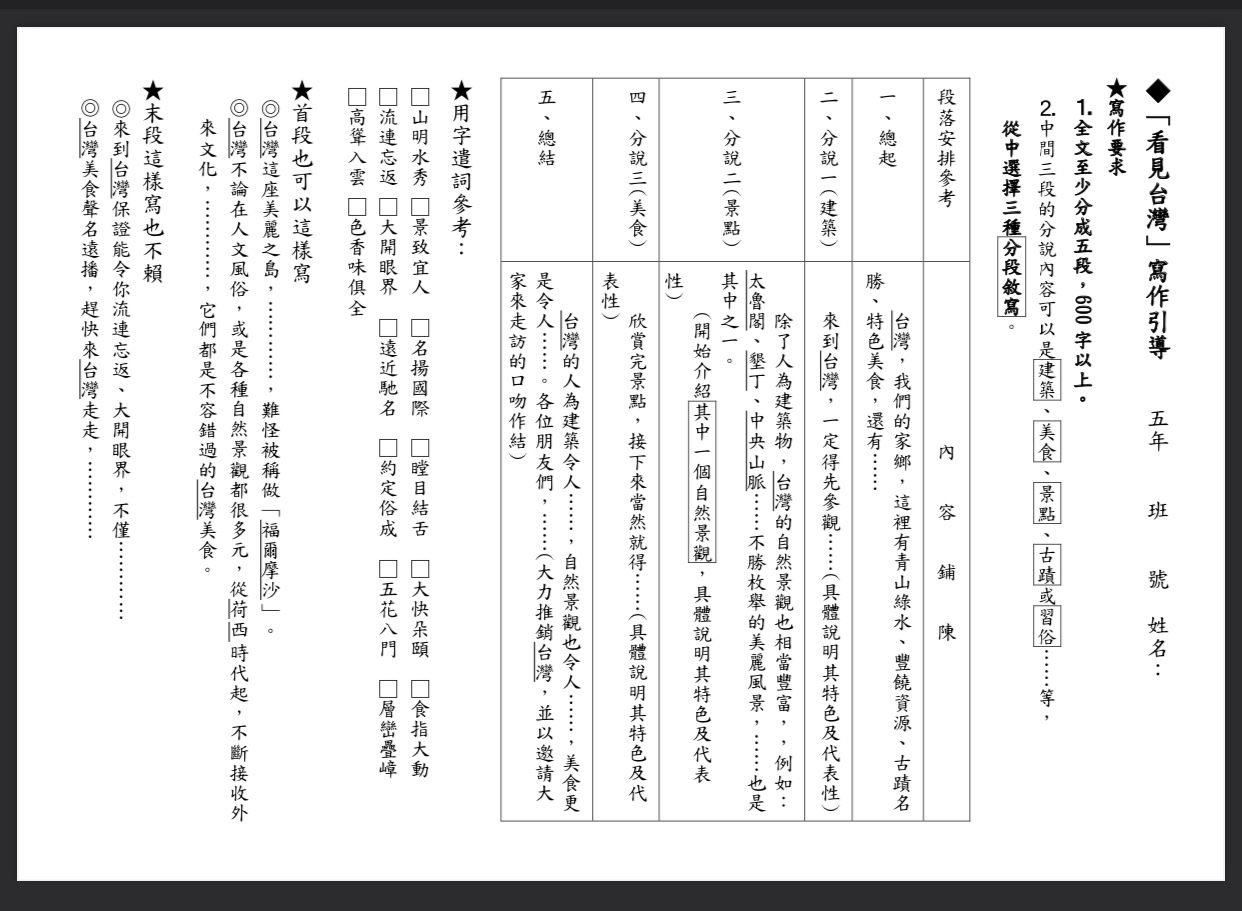 ◆「看見台灣」寫作引導　五年　班　號　姓名：
★寫作要求
1. 全文至少分成五段，600 字以上。
2. 中間三段的分說內容可以是建築、美食、景點、古蹟或習俗……等，
從中選擇三種分段敘寫。
段落安排參考
內容鋪陳
一、總起
台灣，我們的家鄉，這裡有青山綠水、豐饒資源、古蹟名
勝、特色美食，還有……
二、分說一（建築）
來到台灣，一定得先參觀……（具體說明其特色及代表性）
三、分說二（景點）
除了人為建築物，台灣的自然景觀也相當豐富，，例如：
太魯閣、墾丁、中央山脈……不勝枚舉的美麗風景，……也是
其中之一。
（開始介紹其中一個自然景觀，具體說明其特色及代表
性）
四、分說三（美食）
欣賞完景點，接下來當然就得……（具體說明其特色及代
表性）
五、總結
台灣的人為建築令人……，自然景觀也令人……，美食更
是令人……。各位朋友們，……（大力推銷台灣，並以邀請大
家來走訪的口吻作結）
★用字遣詞參考：
□山明水秀 □景致宜人 □名揚國際 □瞠目結舌 □大快朵頤 □食指大動
□流連忘返 □大開眼界 □遠近馳名 □約定俗成 □五花八門 □層巒疊嶂
□高聳入雲 □色香味俱全
★首段也可以這樣寫
◎台灣這座美麗之島，…………，難怪被稱做「福爾摩沙」。
◎台灣不論在人文風俗，或是各種自然景觀都很多元，從荷西時代起，不斷接收外
來文化，…………，它們都是不容錯過的台灣美食。
★末段這樣寫也不賴
◎來到台灣保證能令你流連忘返、大開眼界，不僅…………
◎台灣美食聲名遠播，趕快來台灣走走，…………